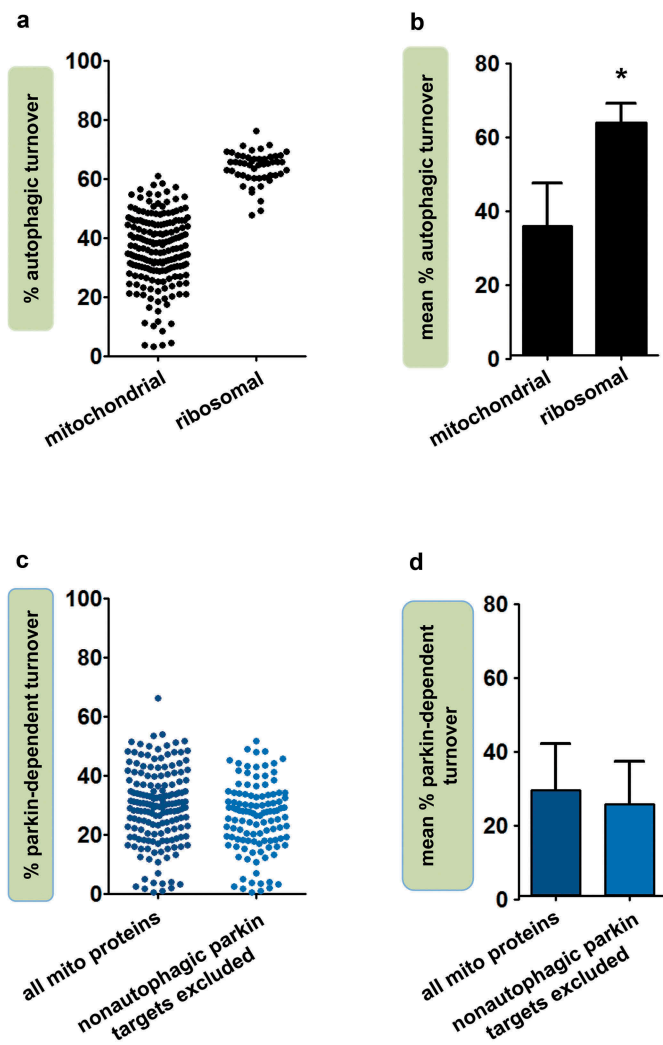 a
% autophagic turnover
100
80
60
40
20
0
mitochondrial
ribosomal
b
mean % autophagic turnover
80
60
40
20
0
*
mitochondrial
ribosomal
c
% parkin-dependent turnover
100
80
60
40
20
0
all mito proteins
nonautophagic parkin
targets excluded
d
mean % parkin-dependent
turnover
80
60
40
20
0
all mito proteins
nonautophagic parkin
targets excluded